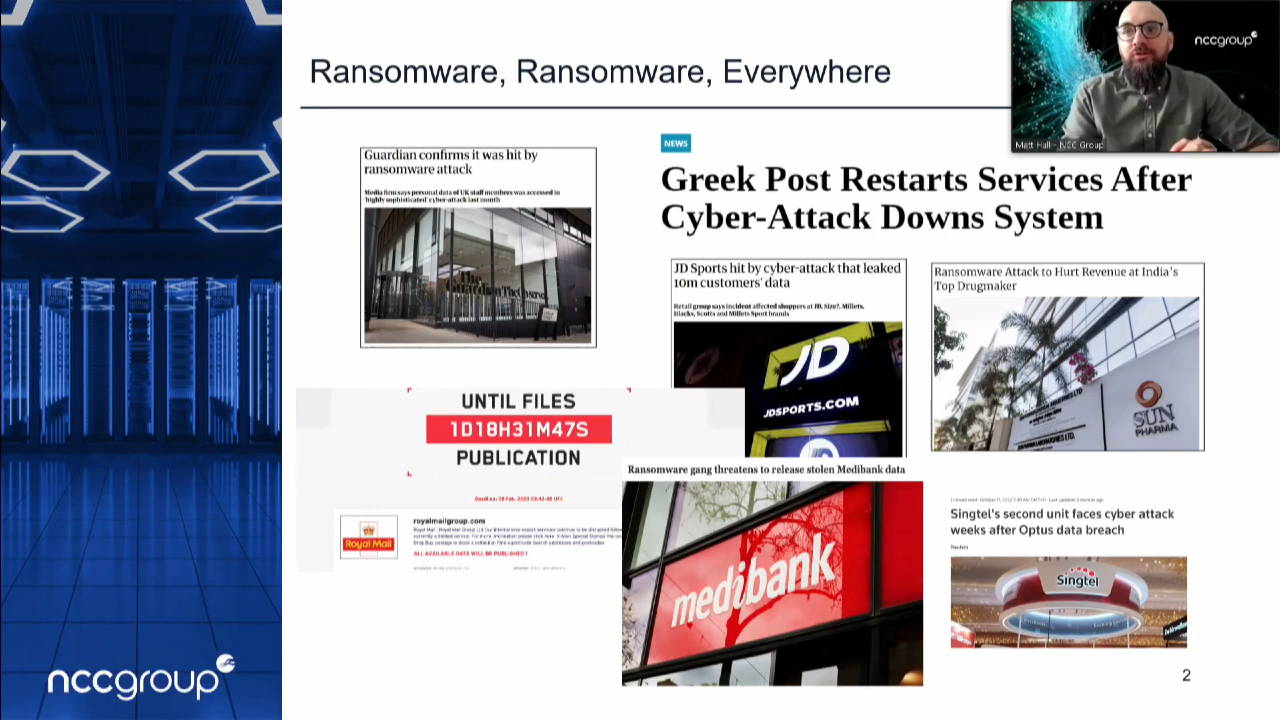 Ransomware, Ransomware, Everywhere
nccgroup
Matt Hull - NCC Group
Guardian confirms it was hit by
ransomware attack
Media firm says personal data of UK staff members was accessed in
'highly sophisticated' cyber-attack last month
NEWS
Greek Post Restarts Services After
Cyber-Attack Downs System
JD Sports hit by cyber-attack that leaked
10m customers' data
Retail group says incident affected shoppers at JD, Size?, Millets,
Blacks, Scotts and Millets Sport brands
JD
JDSPORTS.COM
Ransomware Attack to Hurt Revenue at India's
Top Drugmaker
SUN
PHARMA
UNTIL FILES
1D18H31M47S
PUBLICATION
royalmailgroup.com
Royal Mail
ALL AVAILABLE DATA WILL BE PUBLISHED !
Ransomware gang threatens to release stolen Medibank data
medibank
Singtel's second unit faces cyber attack
weeks after Optus data breach
Reuters
Singtel
nccgroup
2